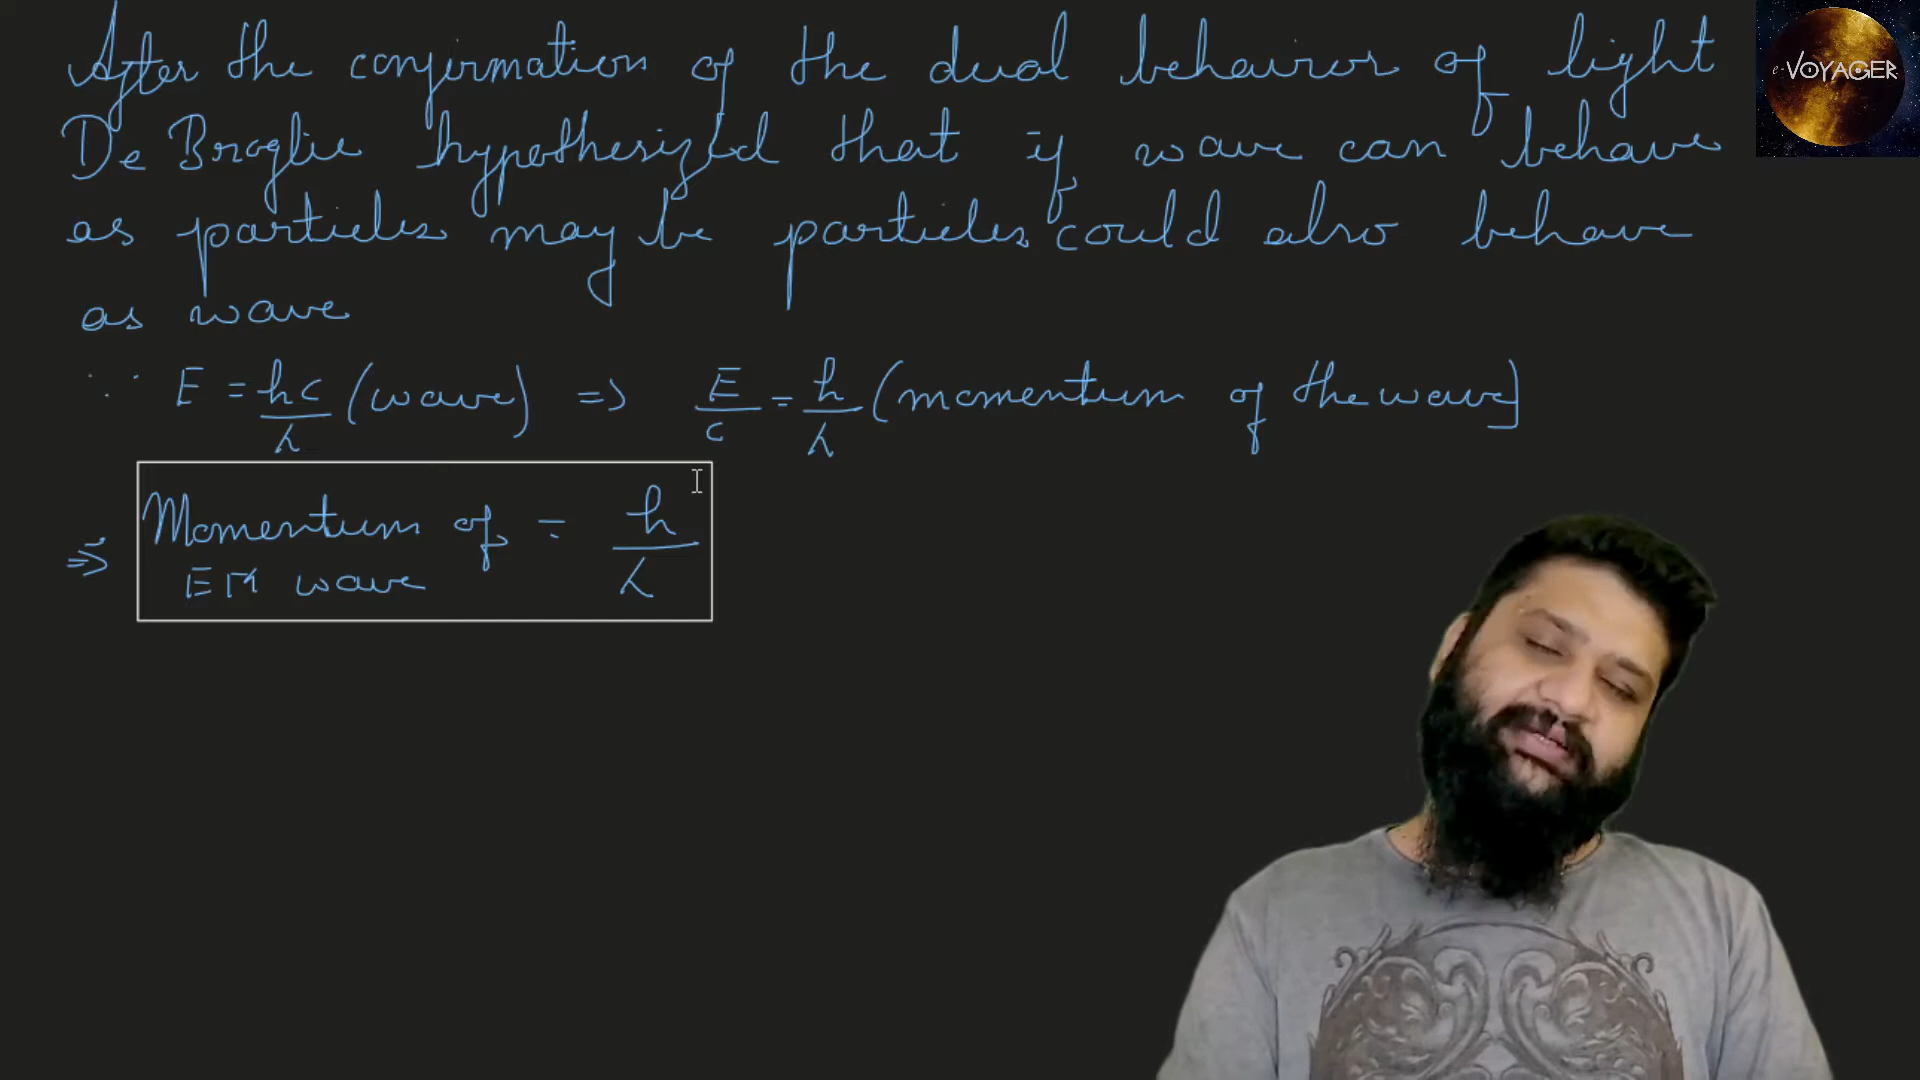 After the confirmation of the dual behaivor of light
e-VOYAGER
De Broglie hypothesized that if wave can behave
as particles may be particles could also behave
as wave
∵ E = hc/λ (wave) => E/c = h/λ (momentum of the wave]
=> Momentum of = h/λ
EM wave